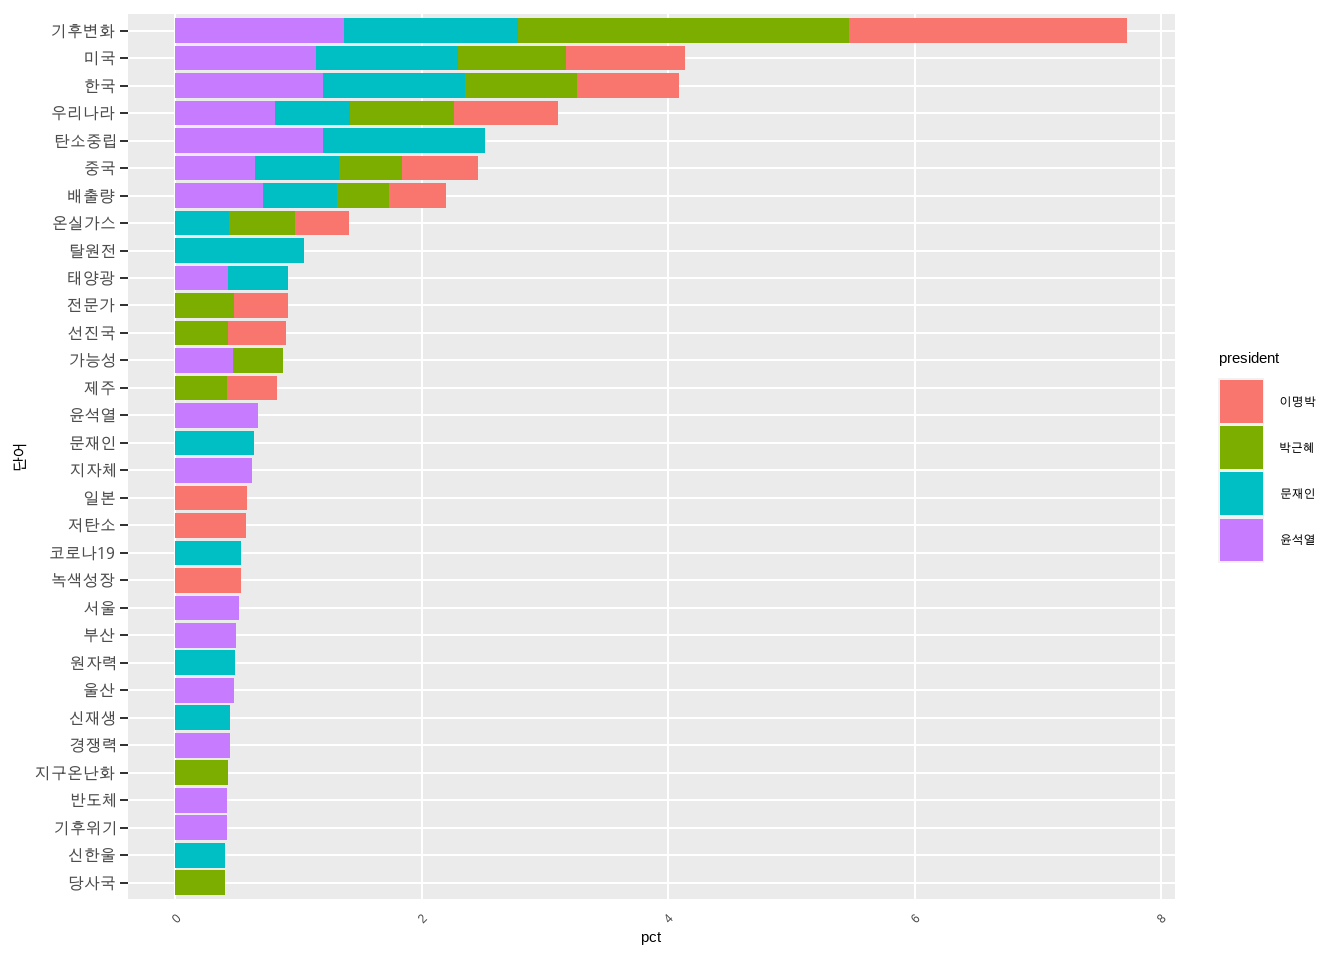 기후변화
미국
한국
우리나라
탄소중립
중국
배출량
온실가스
탈원전
태양광
전문가
선진국
가능성
제주
윤석열
문재인
지자체
일본
저탄소
코로나19
녹색성장
서울
부산
원자력
울산
신재생
경쟁력
지구온난화
반도체
기후위기
신한울
당사국
단어
0 2 4 6 8
pct
president
이명박
박근혜
문재인
윤석열